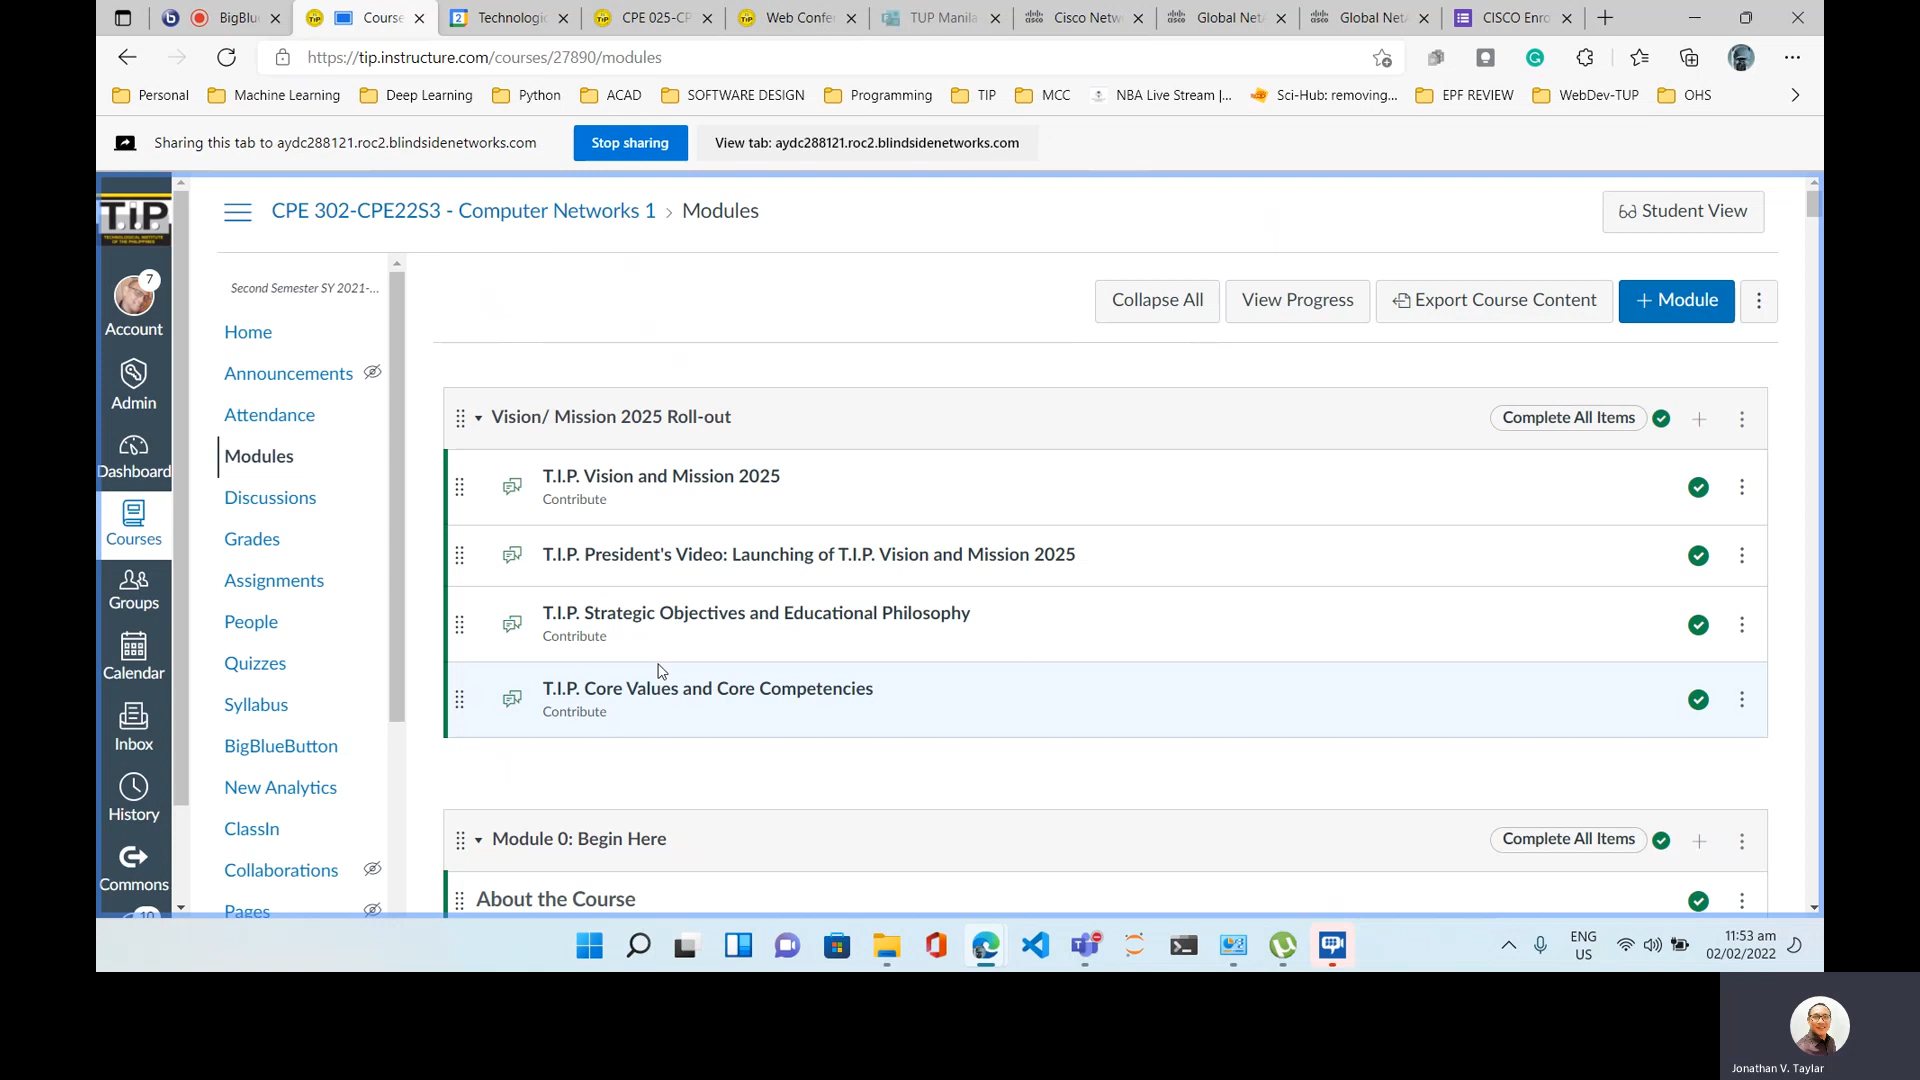 BigBlu
Course
Technologic
CPE 025-CP
Web Confe
TUP Manila
Cisco Netw
Global Net
Global Net
CISCO Enro
https://tip.instructure.com/courses/27890/modules
Personal
Machine Learning
Deep Learning
Python
ACAD
SOFTWARE DESIGN
Programming
TIP
MCC
NBA Live Stream |...
Sci-Hub: removing...
EPF REVIEW
WebDev-TUP
OHS
Sharing this tab to aydc288121.roc2.blindsidenetworks.com
Stop sharing
View tab: aydc288121.roc2.blindsidenetworks.com
T.I.P.
TECHNOLOGICAL INSTITUTE OF THE PHILIPPINES
7
Account
Admin
Dashboard
Courses
Groups
Calendar
Inbox
History
Commons
10
CPE 302-CPE22S3 - Computer Networks 1 › Modules
Student View
Second Semester SY 2021-...
Home
Announcements
Attendance
Modules
Discussions
Grades
Assignments
People
Quizzes
Syllabus
BigBlueButton
New Analytics
ClassIn
Collaborations
Pages
Collapse All
View Progress
Export Course Content
+ Module
Vision/ Mission 2025 Roll-out
Complete All Items
T.I.P. Vision and Mission 2025
Contribute
T.I.P. President's Video: Launching of T.I.P. Vision and Mission 2025
T.I.P. Strategic Objectives and Educational Philosophy
Contribute
T.I.P. Core Values and Core Competencies
Contribute
Module 0: Begin Here
Complete All Items
About the Course
ENG
US
11:53 am
02/02/2022
Jonathan V. Taylar